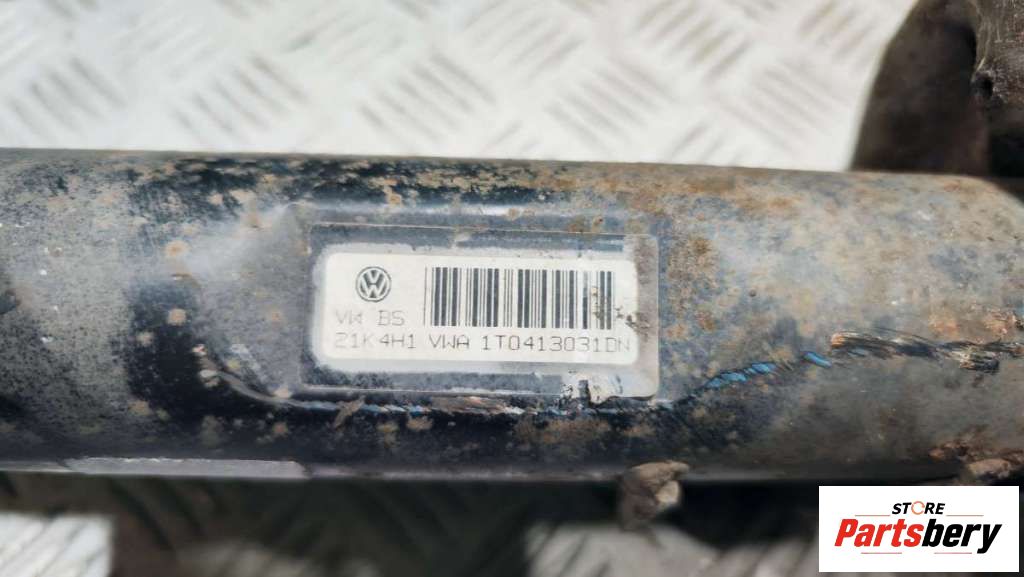 VW BS
21K4H1 VWA 1T0413031DN
STORE
Partsbery